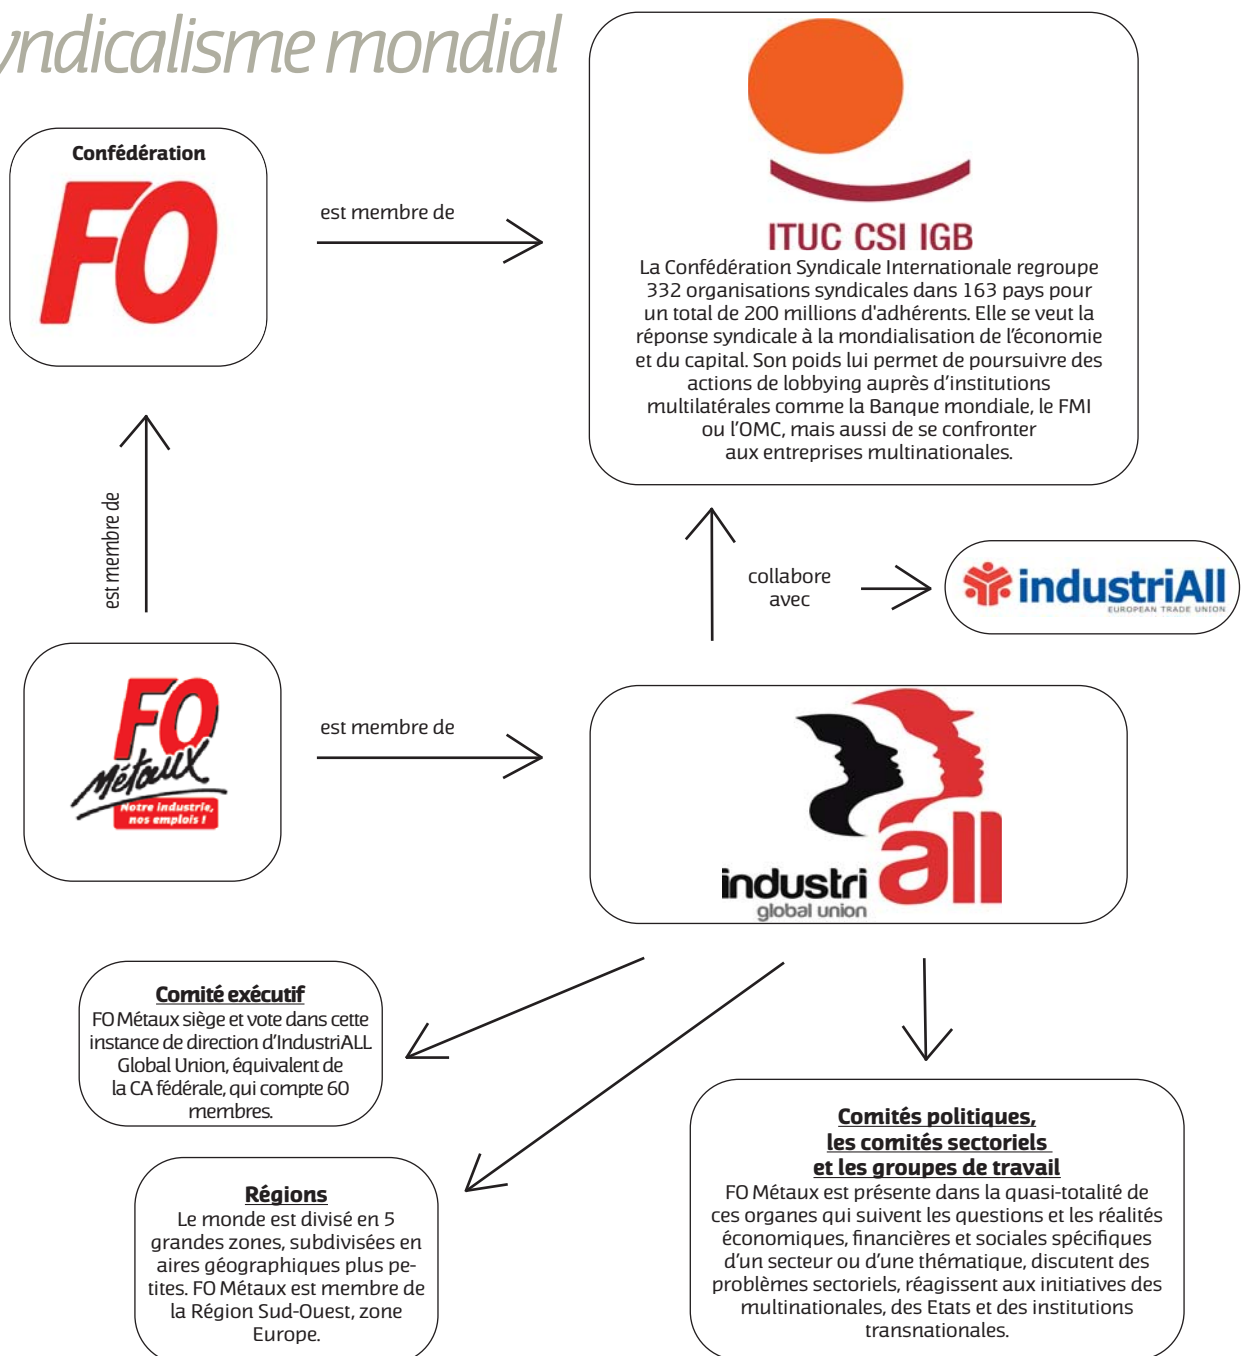 yndicalisme mondial
Confédération
FO
est membre de
ITUC CSI IGB
La Confédération Syndicale Internationale regroupe
332 organisations syndicales dans 163 pays pour
un total de 200 millions d'adhérents. Elle se veut la
réponse syndicale à la mondialisation de l’économie
et du capital. Son poids lui permet de poursuivre des
actions de lobbying auprès d’institutions
multilatérales comme la Banque mondiale, le FMI
ou l’OMC, mais aussi de se confronter
aux entreprises multinationales.
est membre de
collabore
avec
industriAll
EUROPEAN TRADE UNION
FO
Métaux
Notre industrie,
nos emplois !
est membre de
industri all
global union
Comité exécutif
FO Métaux siège et vote dans cette
instance de direction d’IndustriALL
Global Union, équivalent de
la CA fédérale, qui compte 60
membres.
Régions
Le monde est divisé en 5
grandes zones, subdivisées en
aires géographiques plus pe-
tites. FO Métaux est membre de
la Région Sud-Ouest, zone
Europe.
Comités politiques,
les comités sectoriels
et les groupes de travail
FO Métaux est présente dans la quasi-totalité de
ces organes qui suivent les questions et les réalités
économiques, financières et sociales spécifiques
d’un secteur ou d’une thématique, discutent des
problèmes sectoriels, réagissent aux initiatives des
multinationales, des Etats et des institutions
transnationales.